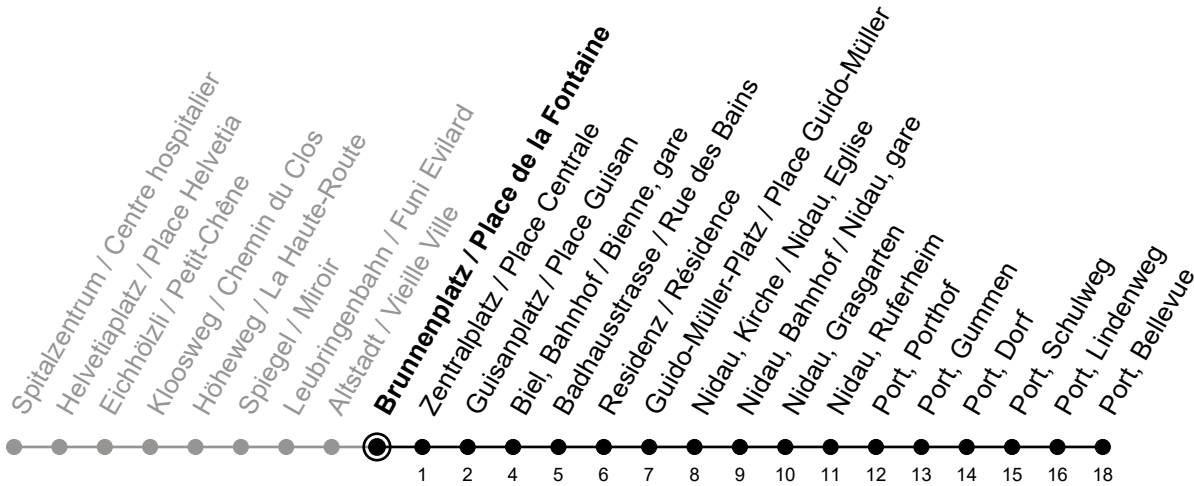 Spitalzentrum / Centre hospitalier
Helvetiaplatz / Place Helvetia
Eichhölzli / Petit-Chêne
Kloosweg / Chemin du Clos
Höheweg / La Haute-Route
Spiegel / Miroir
Leubringenbahn / Funi Evilard
Altstadt / Vieille Ville
Brunnenplatz / Place de la Fontaine
Zentralplatz / Place Centrale
Guisanplatz / Place Guisan
Biel, Bahnhof / Bienne, gare
Badhausstrasse / Rue des Bains
Residenz / Résidence
Guido-Müller-Platz / Place Guido-Müller
Nidau, Kirche / Nidau, Eglise
Nidau, Bahnhof / Nidau, gare
Nidau, Grasgarten
Nidau, Ruferheim
Port, Porthof
Port, Gummen
Port, Dorf
Port, Schulweg
Port, Lindenweg
Port, Bellevue
1 2 4 5 6 7 8 9 10 11 12 13 14 15 16 18